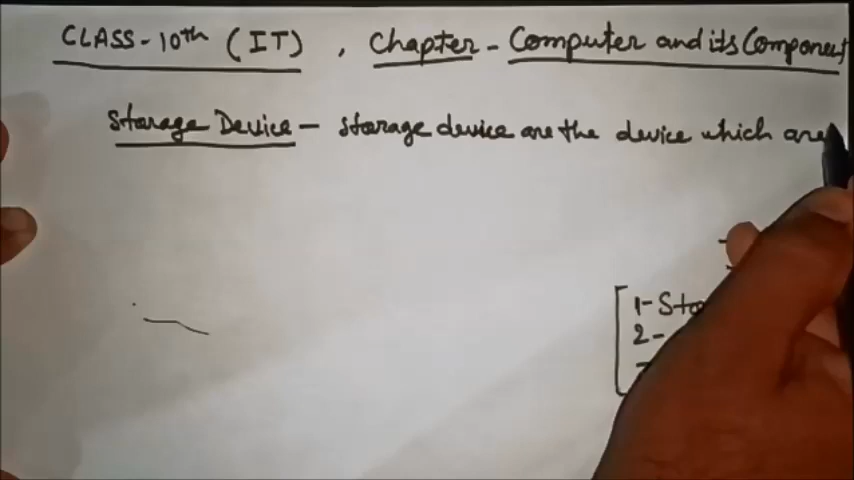 CLASS-10th (IT), Chapter - Computer and its Component
Storage Device - Storage device are the device which are
1- Sto
2-